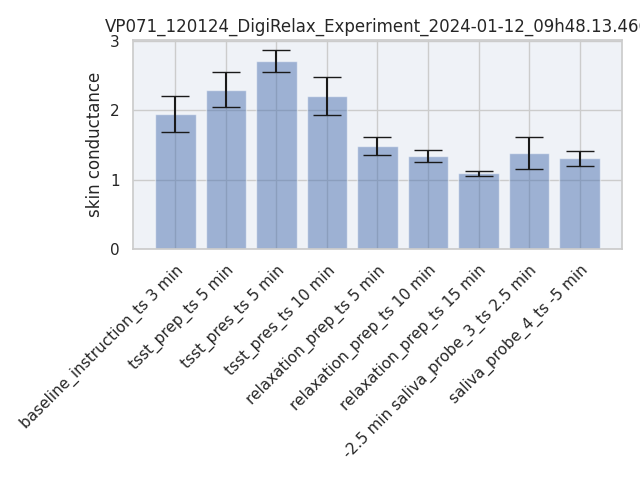 VP071_120124_DigiRelax_Experiment_2024-01-12_09h48.13.46
skin conductance
3
2
1
0
baseline_instruction_ts 3 min
tsst_prep_ts 5 min
tsst_pres_ts 5 min
tsst_pres_ts 10 min
relaxation_prep_ts 5 min
relaxation_prep_ts 10 min
relaxation_prep_ts 15 min
-2.5 min saliva_probe_3_ts 2.5 min
saliva_probe_4_ts -5 min